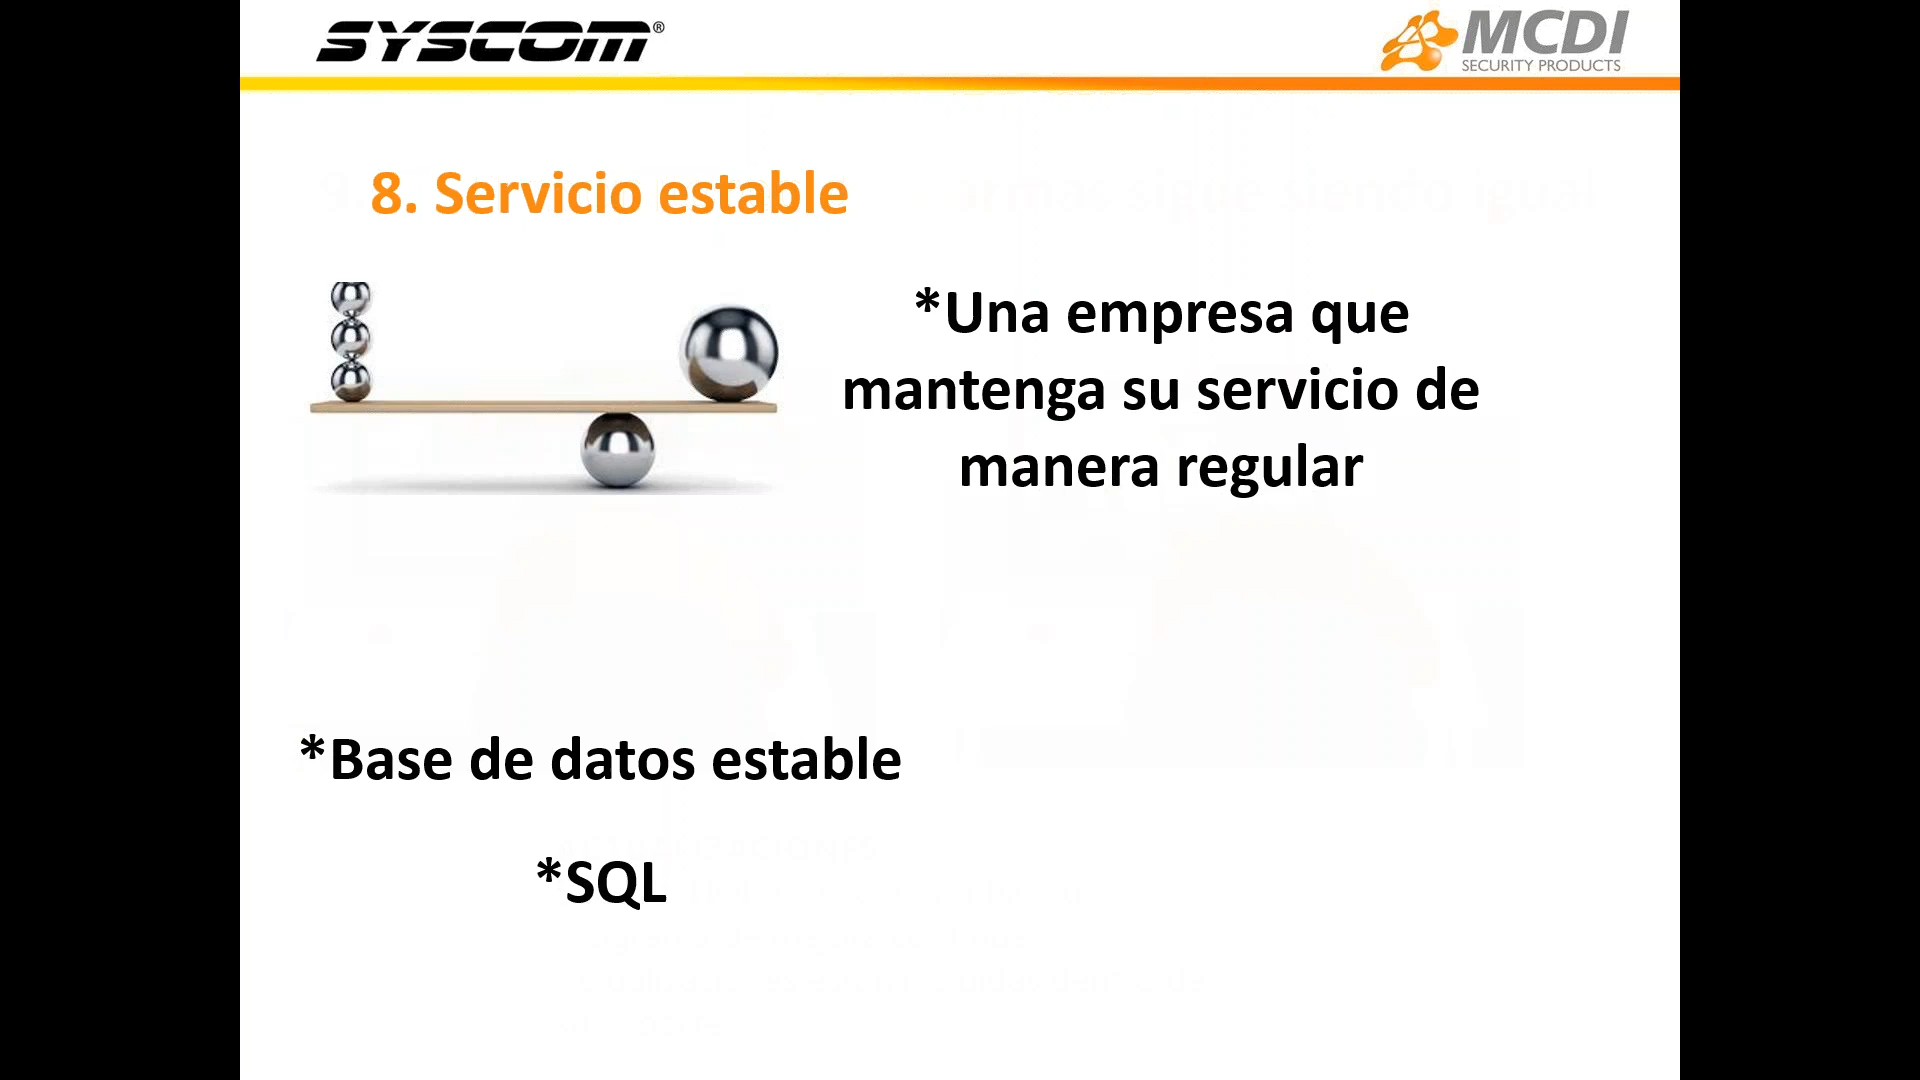 SYSCOM®
MCDI
SECURITY PRODUCTS
8. Servicio estable
*Una empresa que
mantenga su servicio de
manera regular
*Base de datos estable
*SQL